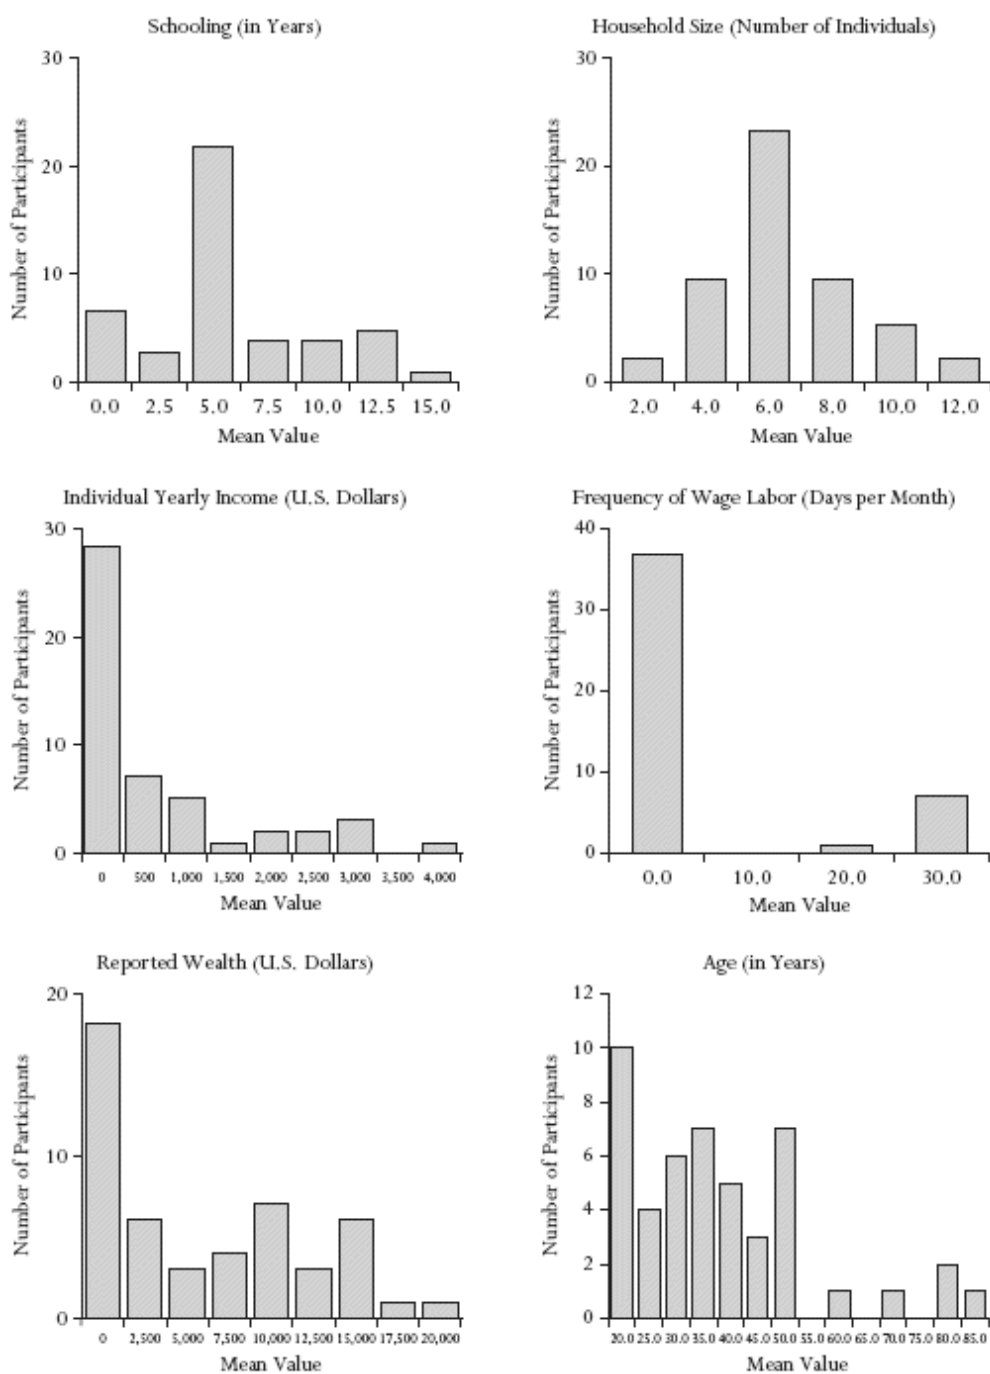 Schooling (in Years)
30
20
10
0
Number of Participants
0.0 2.5 5.0 7.5 10.0 12.5 15.0
Mean Value
Household Size (Number of Individuals)
30
20
10
0
Number of Participants
2.0 4.0 6.0 8.0 10.0 12.0
Mean Value
Individual Yearly Income (U.S. Dollars)
30
20
10
0
Number of Participants
0 500 1,000 1,500 2,000 2,500 3,000 3,500 4,000
Mean Value
Frequency of Wage Labor (Days per Month)
40
30
20
10
0
Number of Participants
0.0 10.0 20.0 30.0
Mean Value
Reported Wealth (U.S. Dollars)
20
10
0
Number of Participants
0 2,500 5,000 7,500 10,000 12,500 15,000 17,500 20,000
Mean Value
Age (in Years)
12
10
8
6
4
2
0
Number of Participants
20.0 25.0 30.0 35.0 40.0 45.0 50.0 55.0 60.0 65.0 70.0 75.0 80.0 85.0
Mean Value